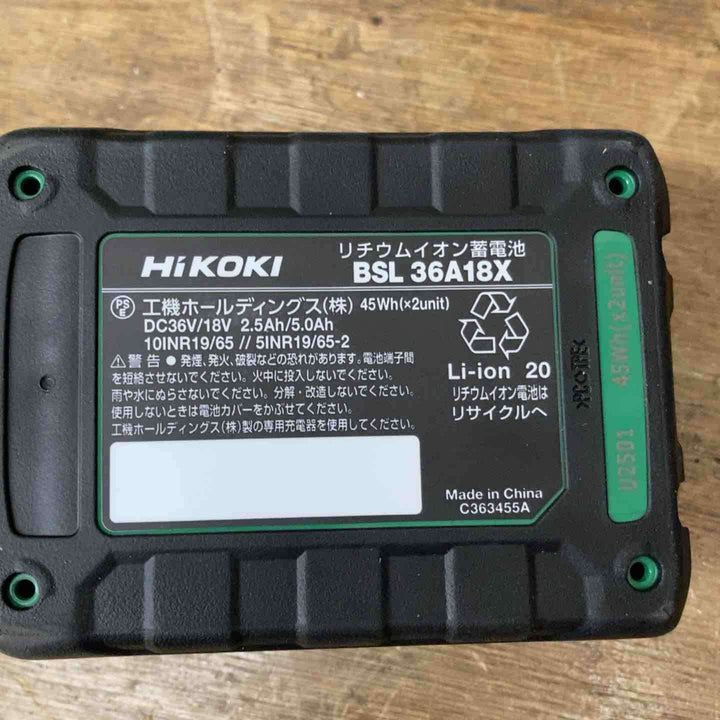 HiKOKI
リチウムイオン蓄電池
BSL 36A18X
PSE 工機ホールディングス(株) 45Wh(×2unit)
DC36V/18V 2.5Ah/5.0Ah
10INR19/65 // 5INR19/65-2
⚠警告 ● 発煙、発火、破裂などの恐れがあります。電池端子間
を短絡させないでください。火中に投入しないでください。
雨や水にぬらさないでください。分解・改造しないでください。
使用しないときは電池カバーをかぶせてください。
工機ホールディングス(株)製の専用充電器を使用してください。
Li-ion 20
リチウムイオン電池は
リサイクルへ
Made in China
C363455A
U2501 45Wh(x2unit)